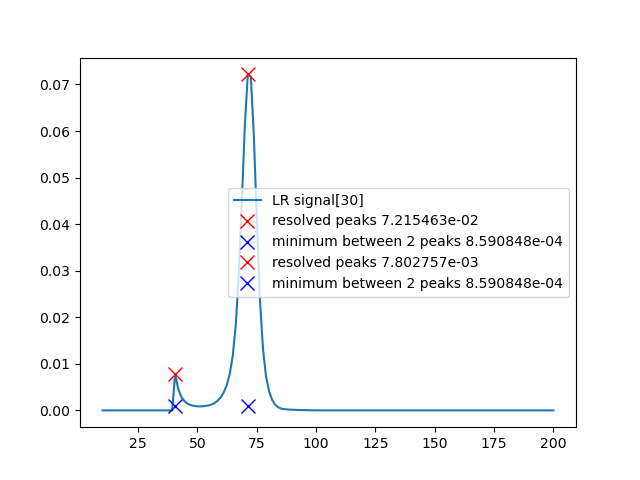 0.07
0.06
0.05
0.04
0.03
0.02
0.01
0.00
LR signal[30]
resolved peaks 7.215463e-02
minimum between 2 peaks 8.590848e-04
resolved peaks 7.802757e-03
minimum between 2 peaks 8.590848e-04
25 50 75 100 125 150 175 200